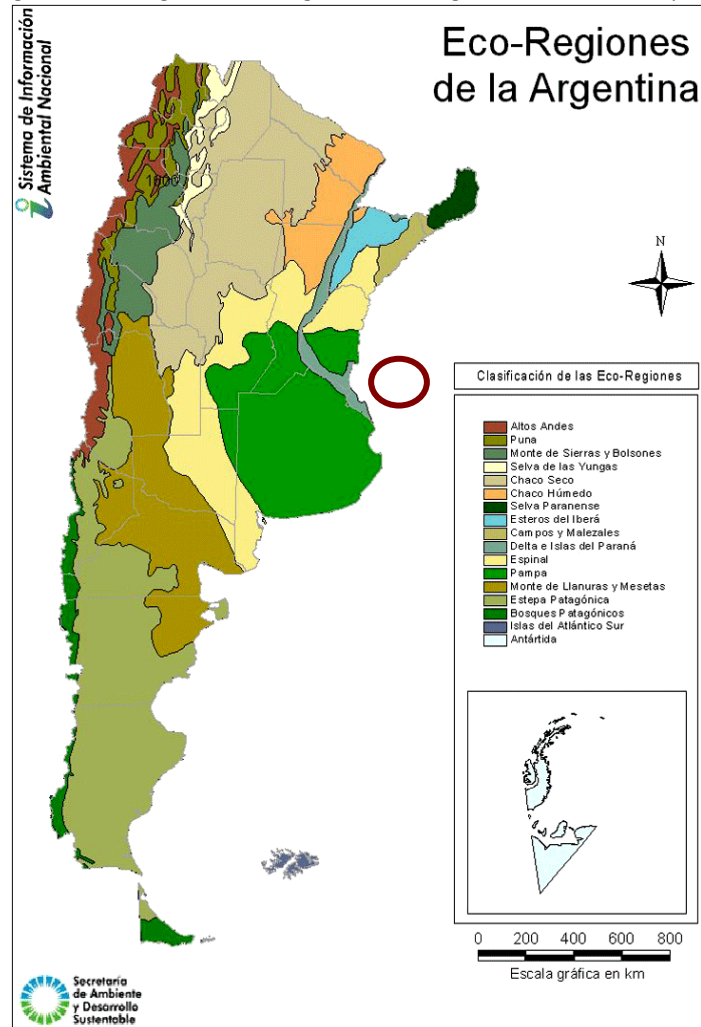 Eco-Regiones
de la Argentina
Sistema de Información
Ambiental Nacional
N
Clasificación de las Eco-Regiones
Altos Andes
Puna
Monte de Sierras y Bolsones
Selva de las Yungas
Chaco Seco
Chaco Húmedo
Selva Paranense
Esteros del Iberá
Campos y Malezales
Delta e Islas del Paraná
Espinal
Pampa
Monte de Llanuras y Mesetas
Estepa Patagónica
Bosques Patagónicos
Islas del Atlántico Sur
Antártida
0 200 400 600 800
Escala gráfica en km
Secretaría
de Ambiente
y Desarrollo
Sustentable